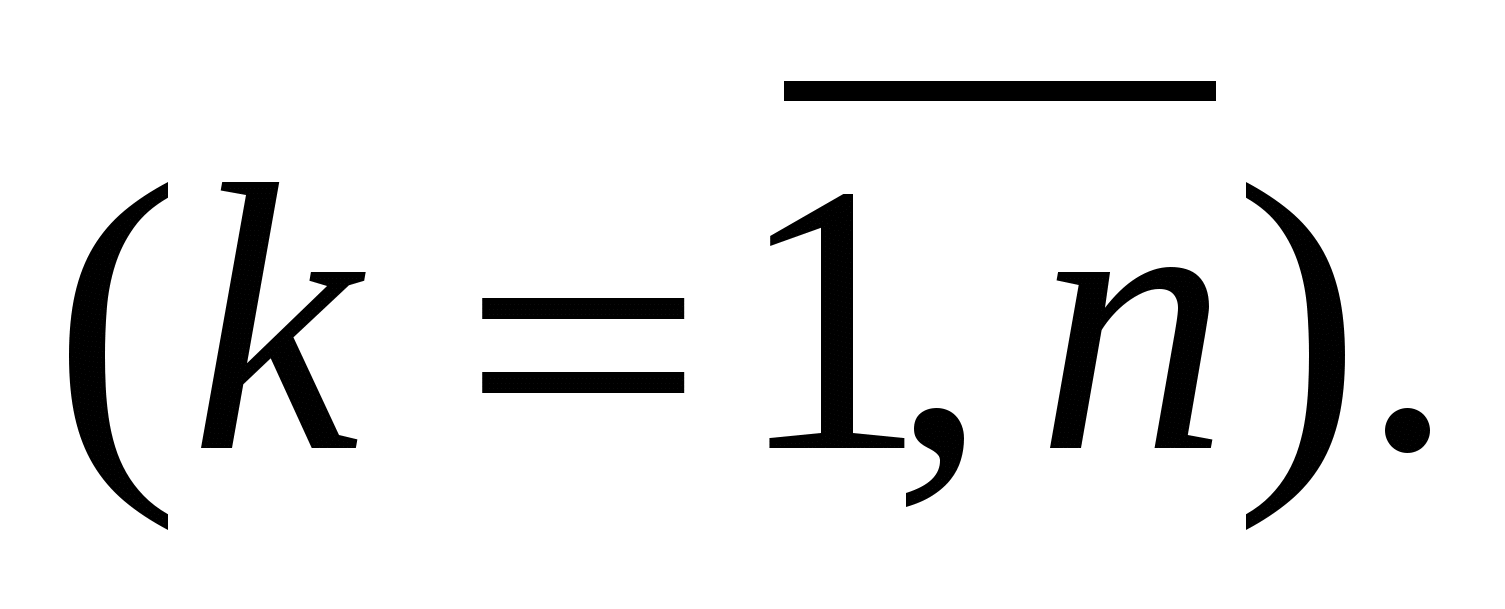 (k = \overline{1, n}).